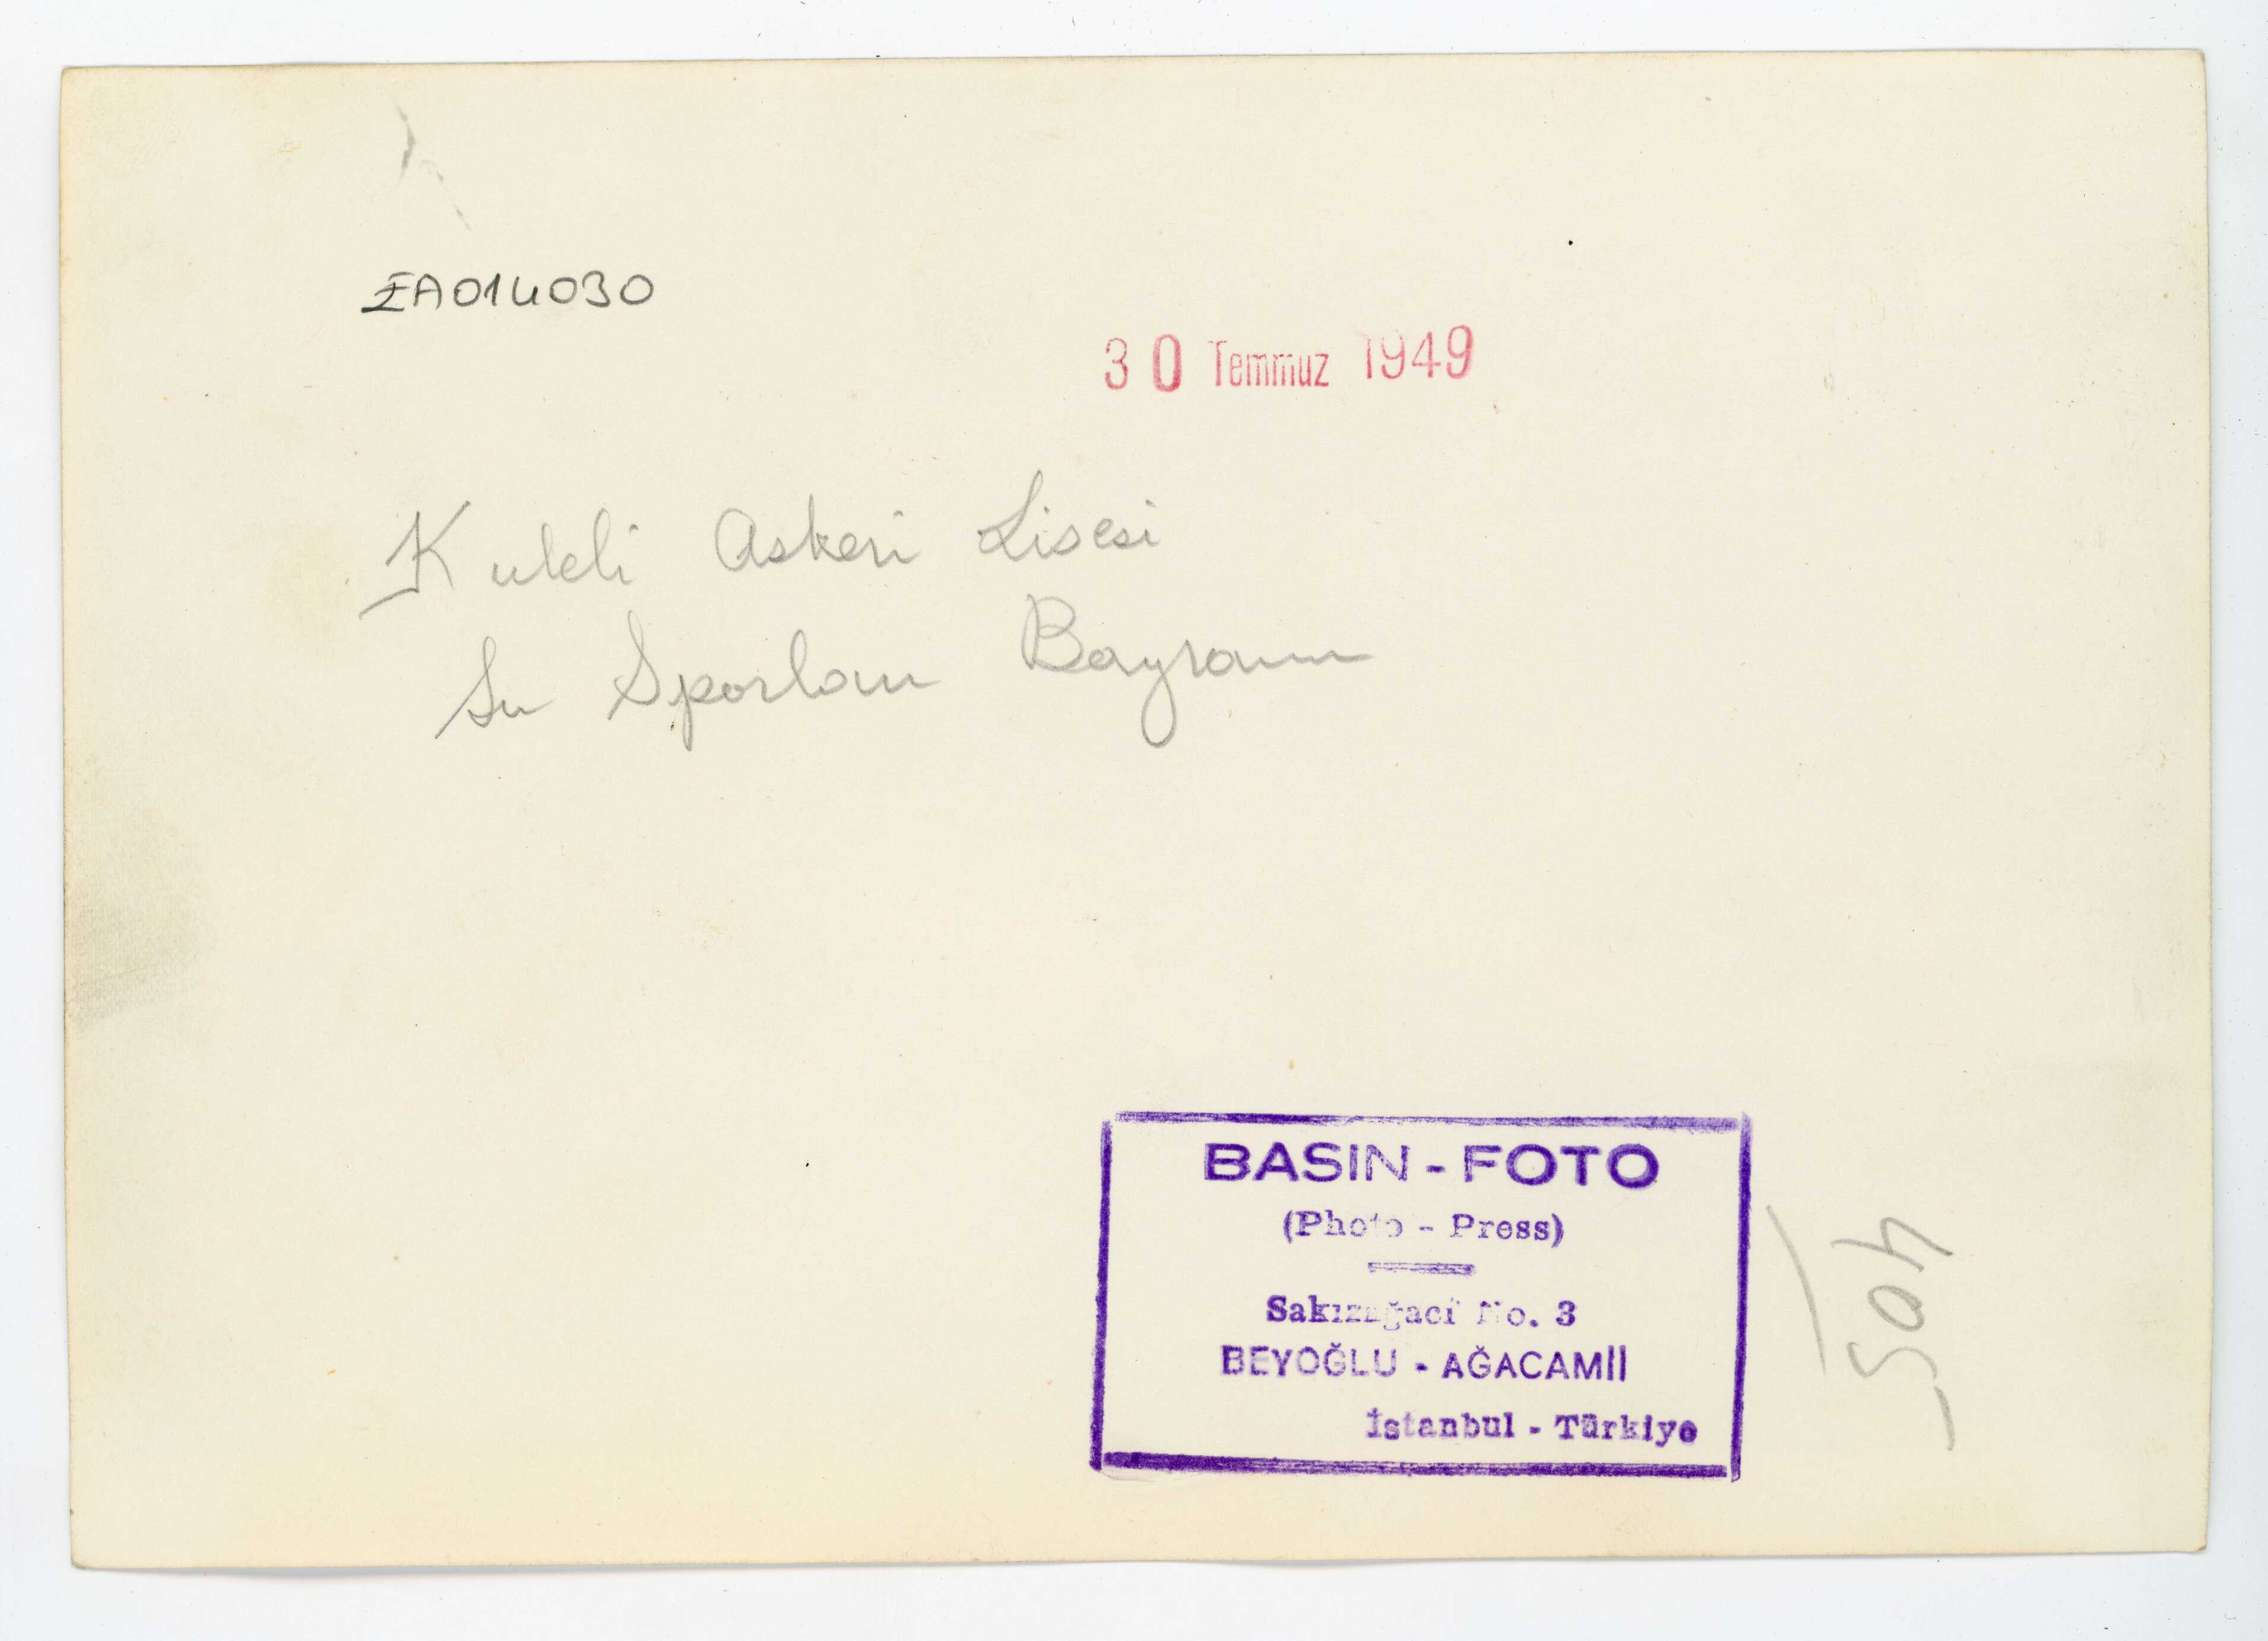 IA014030
30 Temmuz 1949
Kuleli Askeri Lisesi
Su Sporları Bayramı
BASIN - FOTO
(Photo - Press)
Sakızağacı No. 3
BEYOĞLU - AĞACAMİİ
İstanbul - Türkiye
405